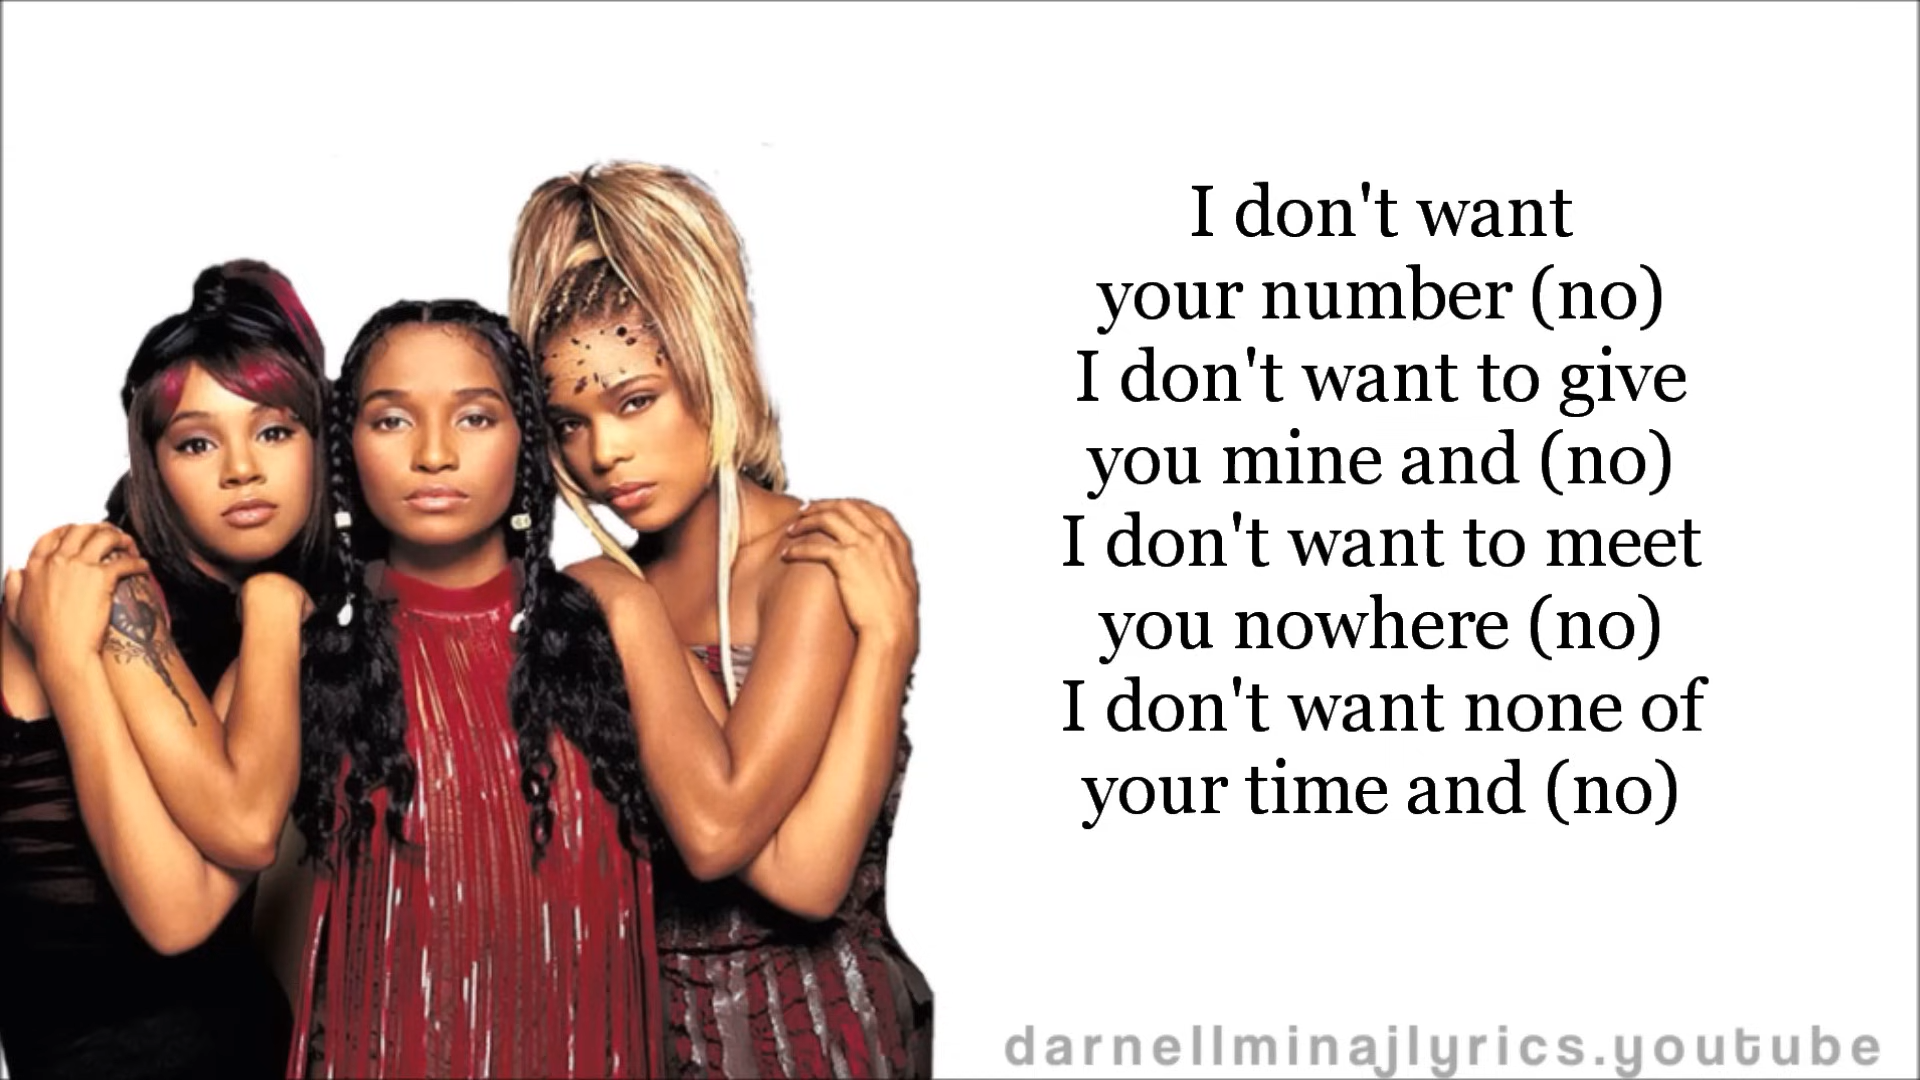 I don't want
your number (no)
I don't want to give
you mine and (no)
I don't want to meet
you nowhere (no)
I don't want none of
your time and (no)
darnellminajlyrics.youtube